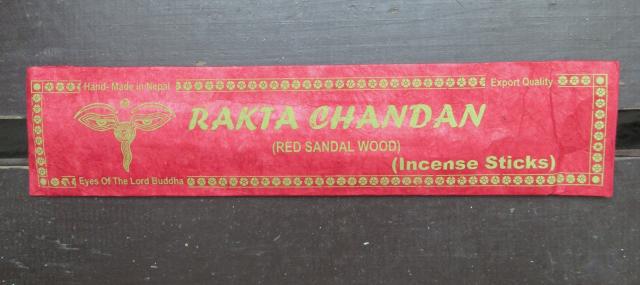 Hand- Made in Nepal
Export Quality
RAKTA CHANDAN
(RED SANDAL WOOD)
(Incense Sticks)
Eyes Of The Lord Buddha